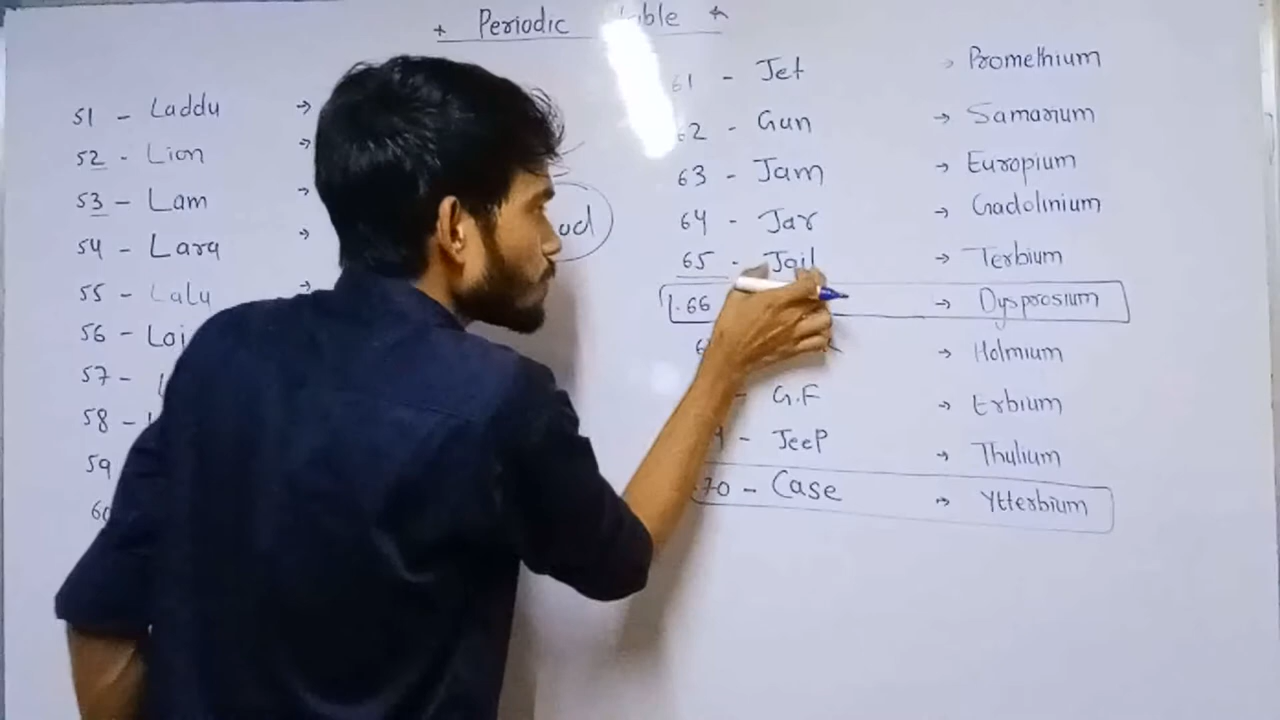 + Periodic
51 - Laddu →
52 - Lion →
53 - Lam →
54 - Lara →
55 - Lalu →
56 -
57 -
58 -
59
60
61 - Jet → Promethium
62 - Gun → Samarium
63 - Jam → Europium
64 - Jar → Gadolinium
65 - Jail → Terbium
66 → Dysprosium
→ Holmium
- G.F → Erbium
- JeeP → Thulium
70 - Case → Ytterbium